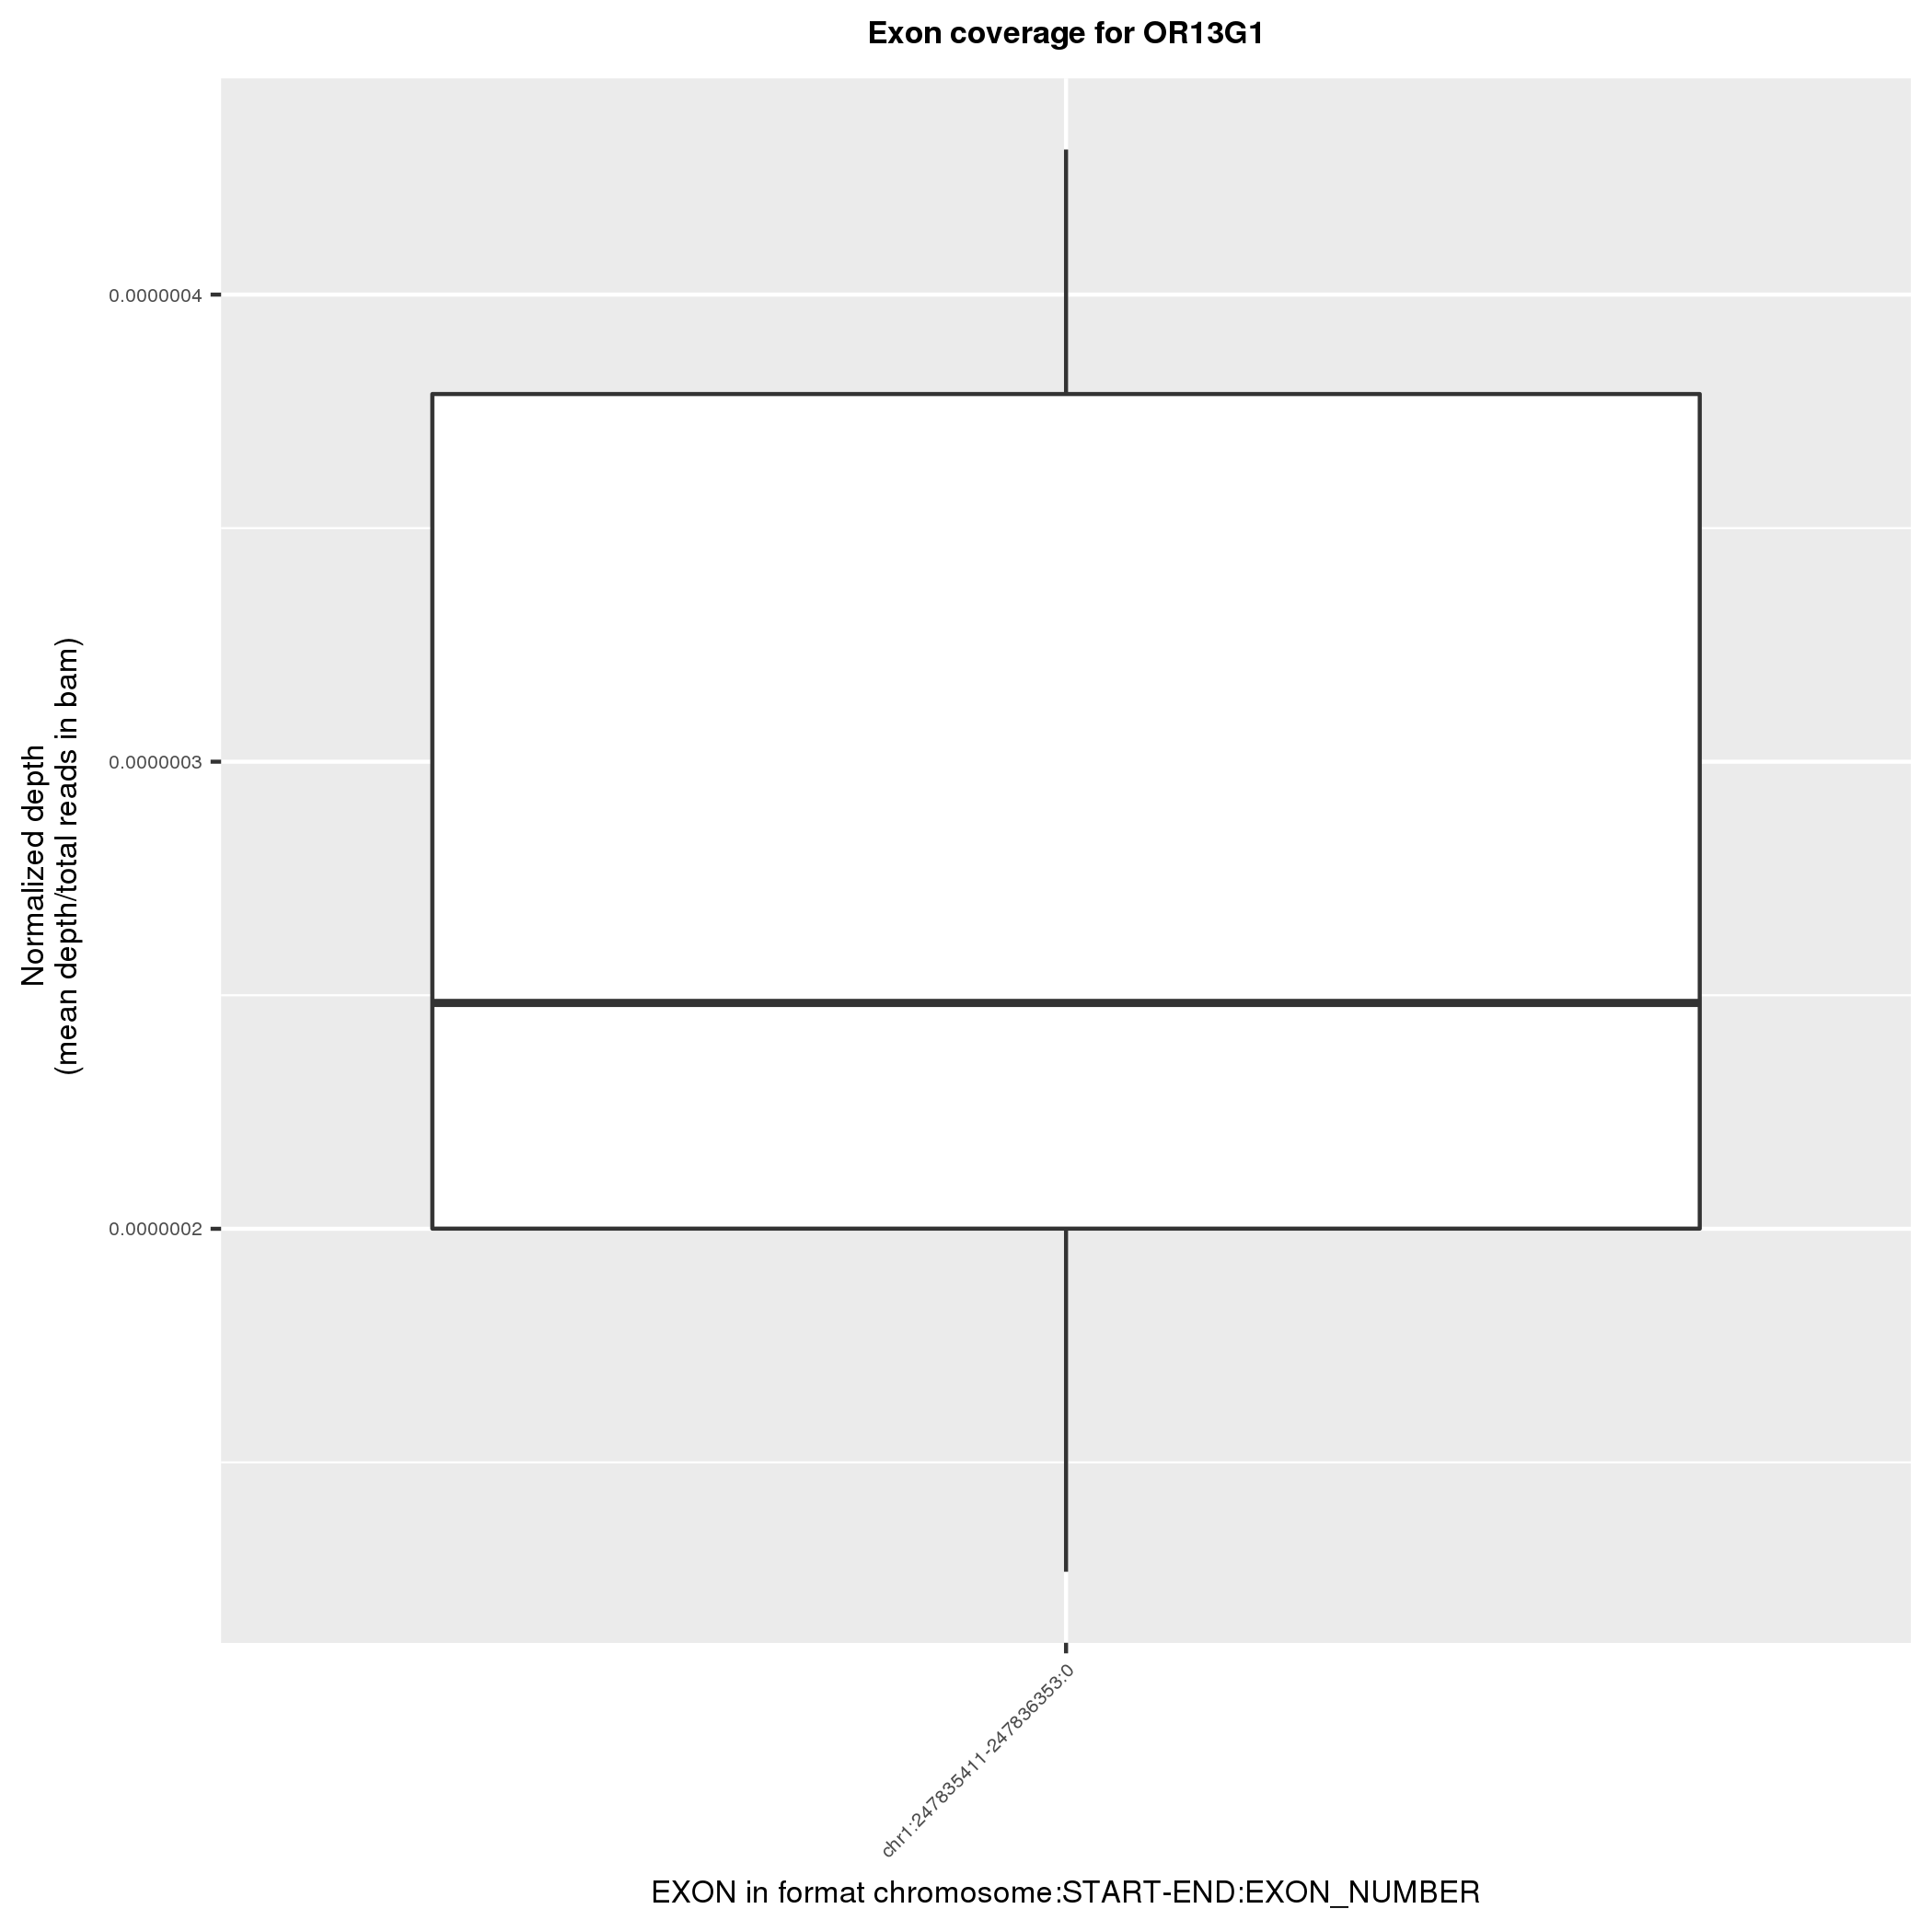 Exon coverage for OR13G1
Normalized depth
(mean depth/total reads in bam)
0.0000004
0.0000003
0.0000002
chr1:247835411-247836353:0
EXON in format chromosome:START-END:EXON_NUMBER